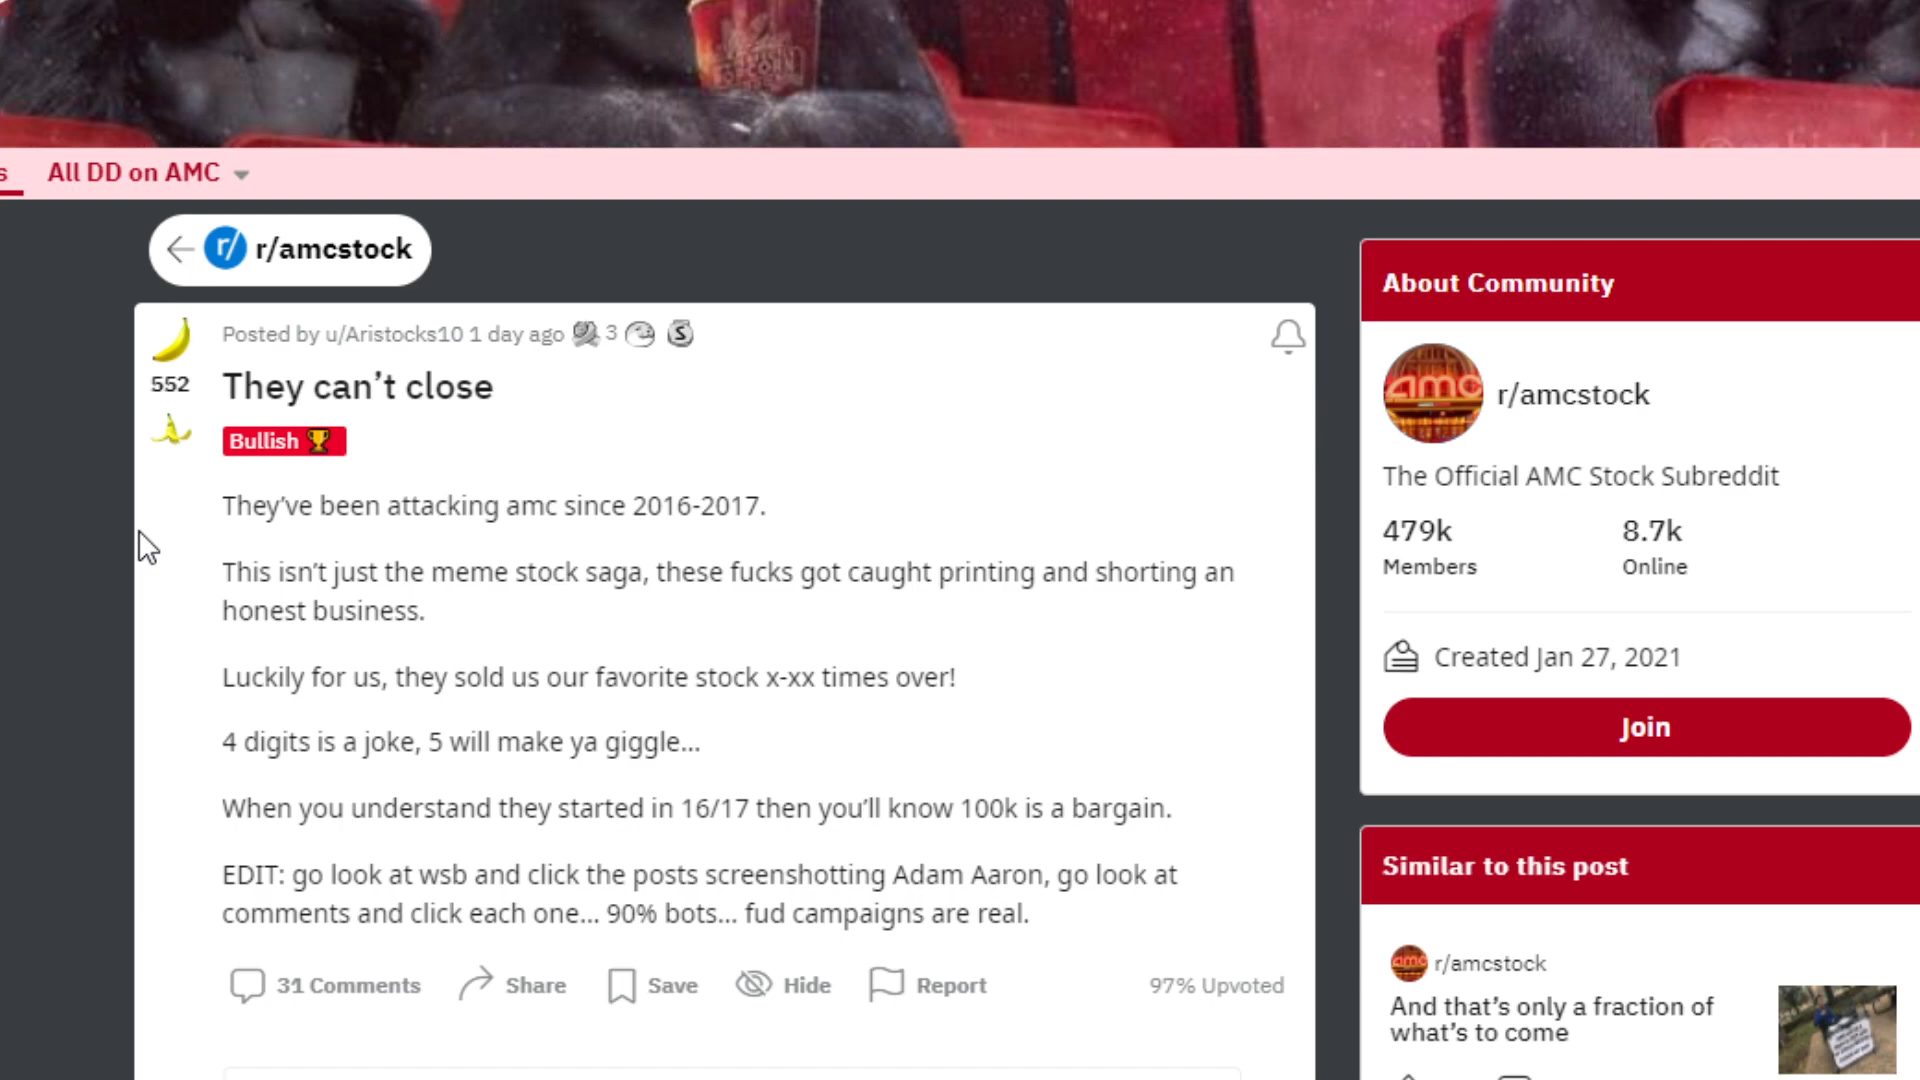 s All DD on AMC
r/ r/amcstock
Posted by u/Aristocks10 1 day ago 3 S
552
They can’t close
Bullish
They’ve been attacking amc since 2016-2017.
This isn’t just the meme stock saga, these fucks got caught printing and shorting an
honest business.
Luckily for us, they sold us our favorite stock x-xx times over!
4 digits is a joke, 5 will make ya giggle...
When you understand they started in 16/17 then you’ll know 100k is a bargain.
EDIT: go look at wsb and click the posts screenshotting Adam Aaron, go look at
comments and click each one... 90% bots... fud campaigns are real.
31 Comments Share Save Hide Report 97% Upvoted
About Community
amc r/amcstock
The Official AMC Stock Subreddit
479k 8.7k
Members Online
Created Jan 27, 2021
Join
Similar to this post
amc r/amcstock
And that’s only a fraction of
what’s to come